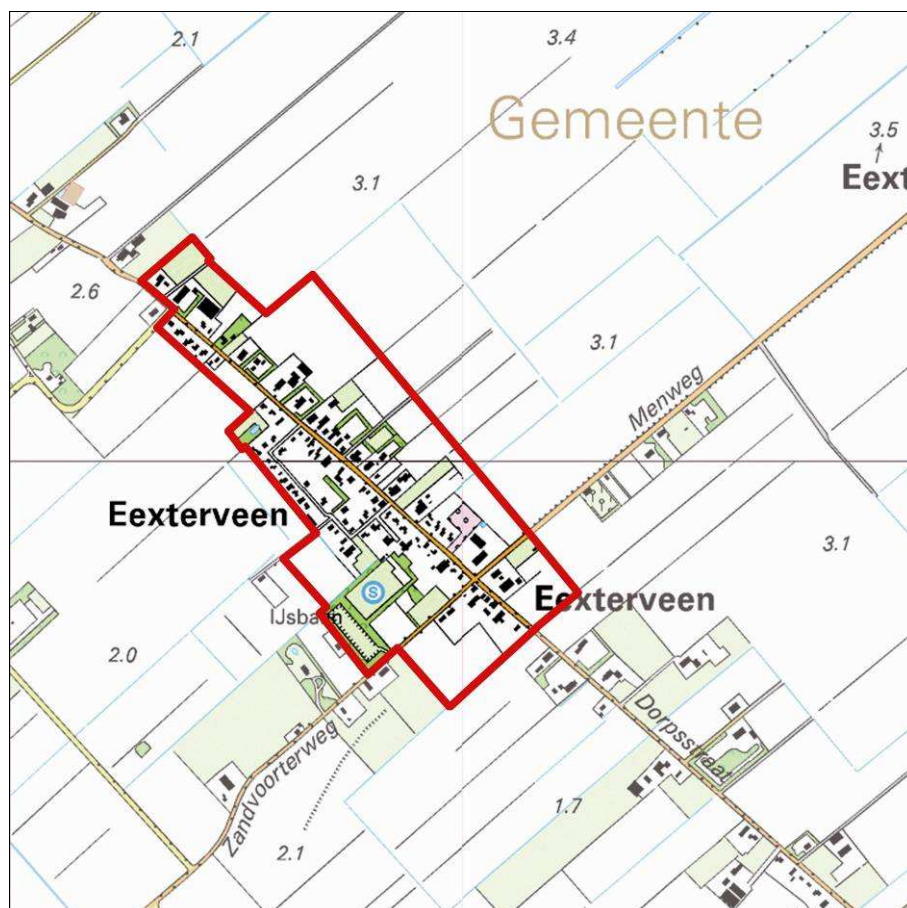 2.1
3.4
Gemeente
3.5
Eext
3.1
2.6
3.1
Menweg
Eexterveen
3.1
Eexterveen
S
IJsbaan
2.0
Dorpsstraat
Zandvoorterweg
1.7
2.1